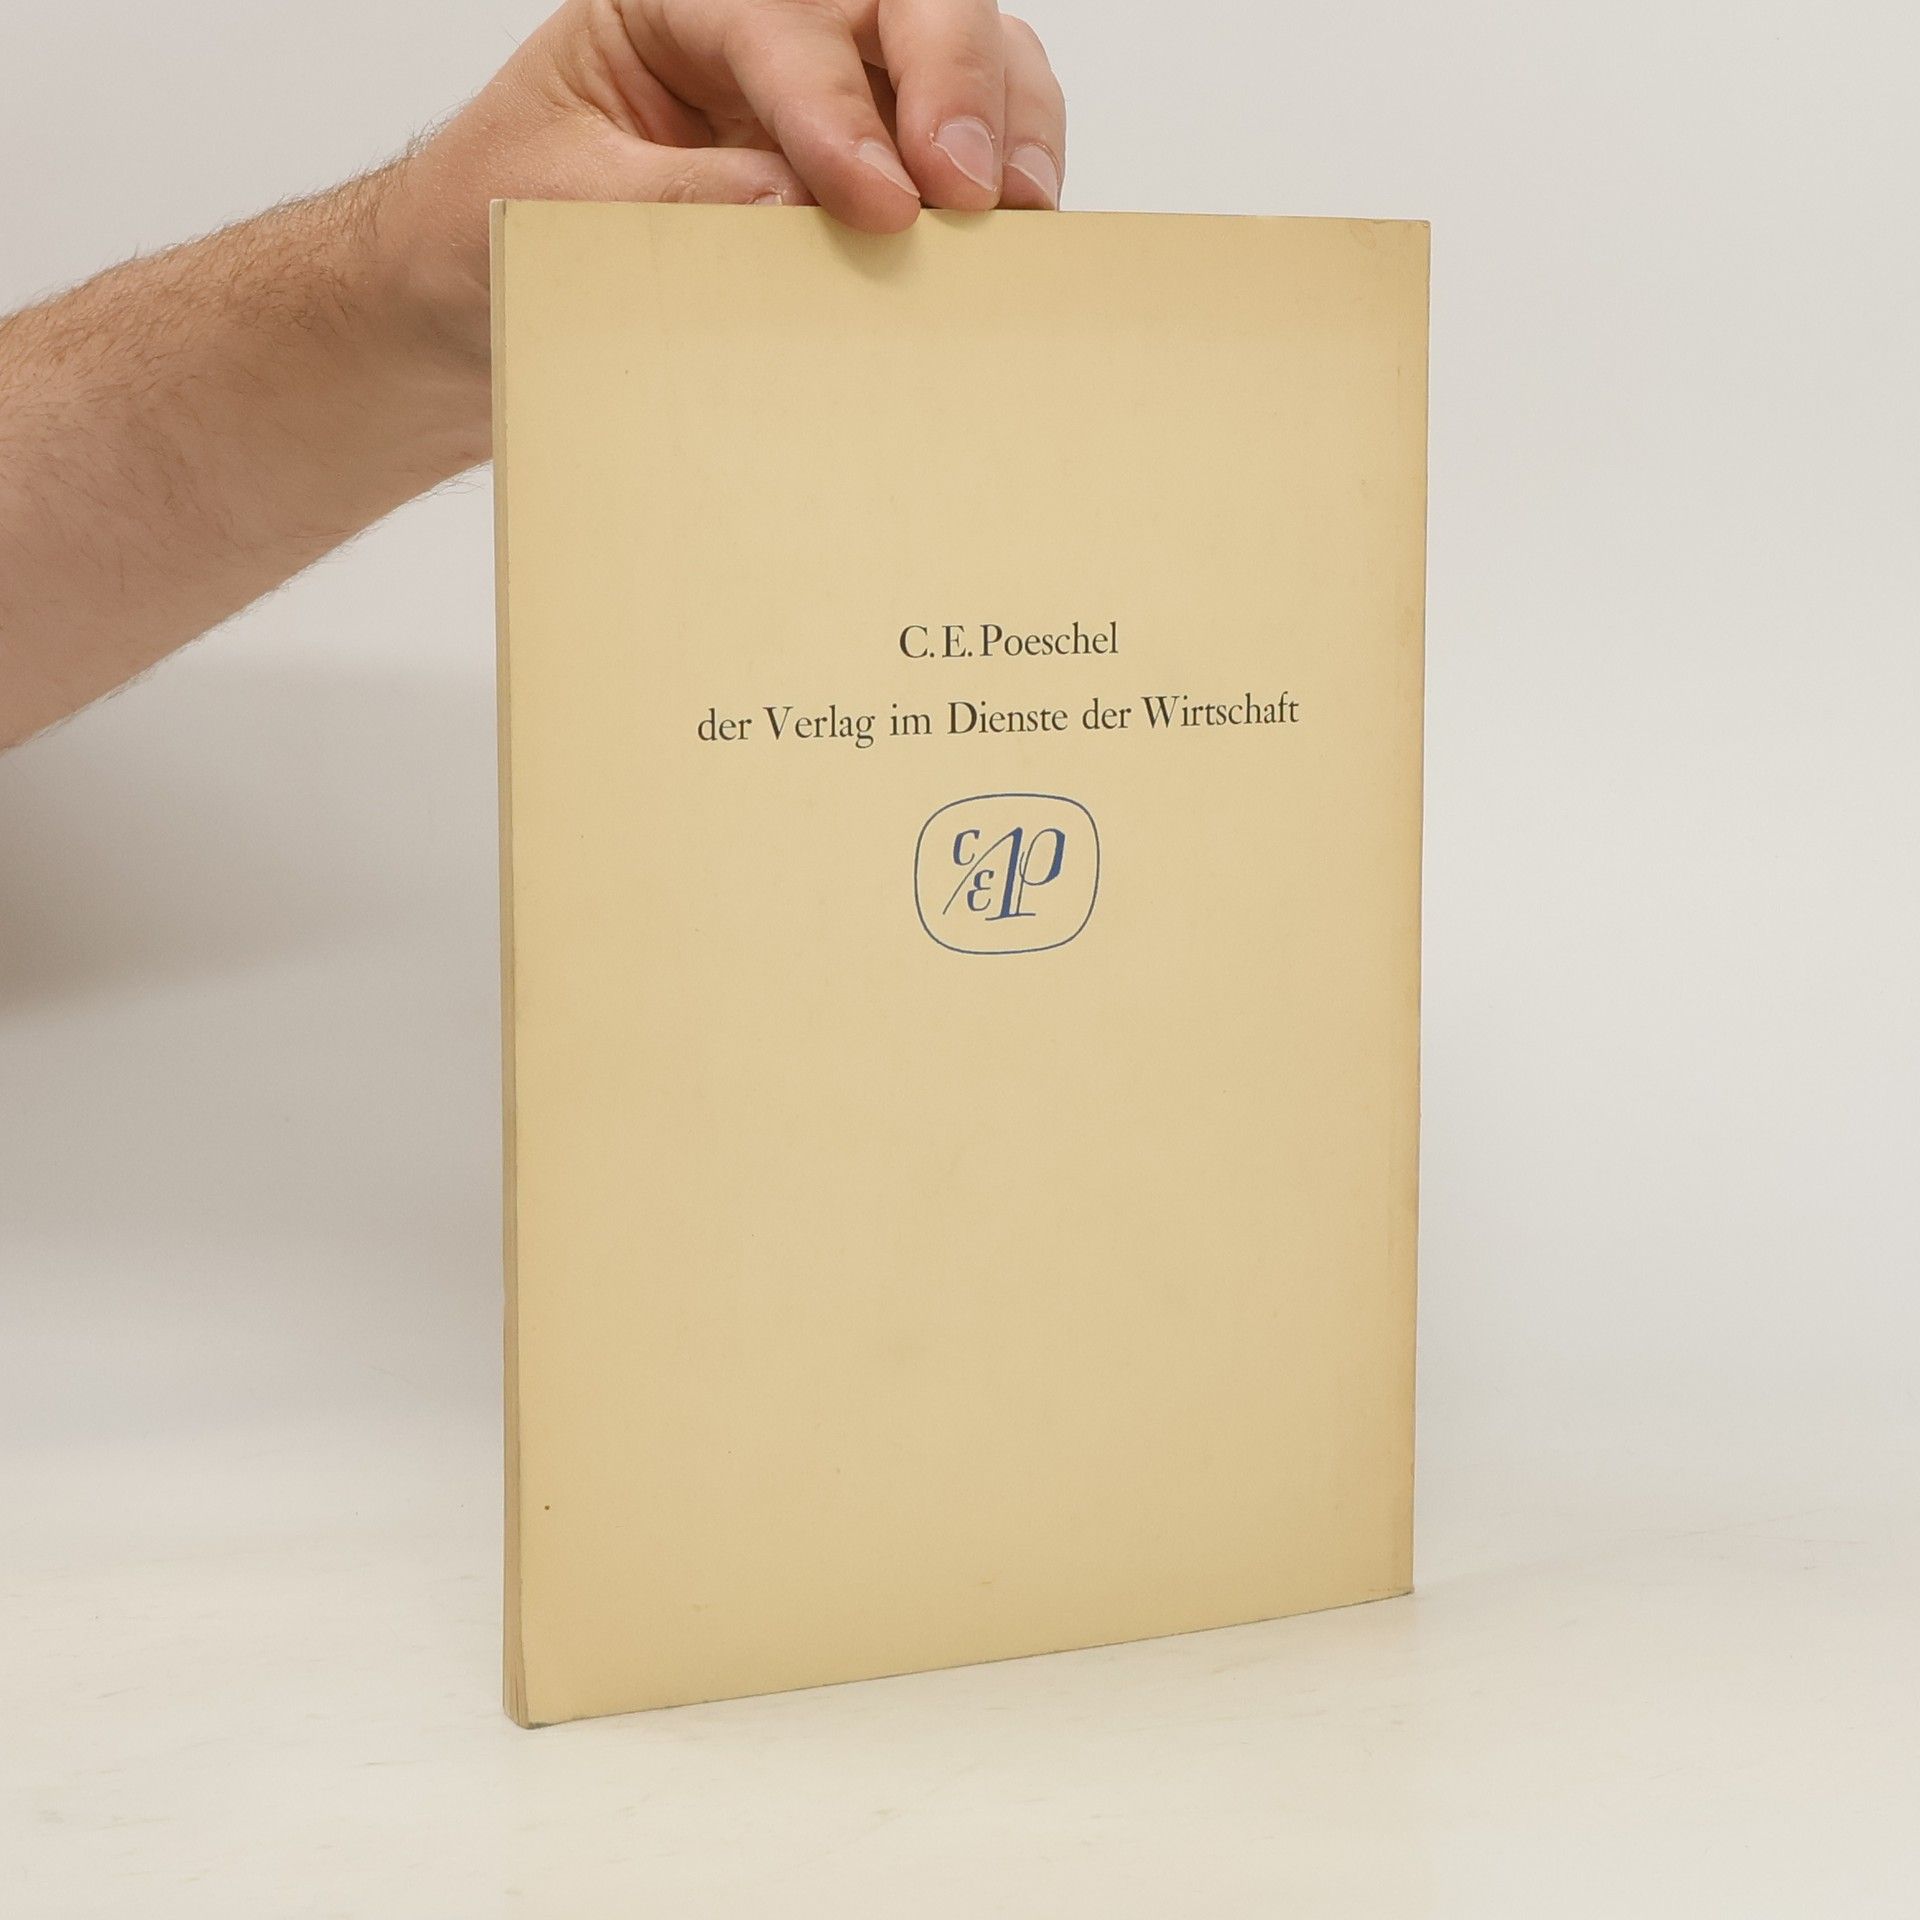 C. E. Poeschel
der Verlag im Dienste der Wirtschaft
C/E P